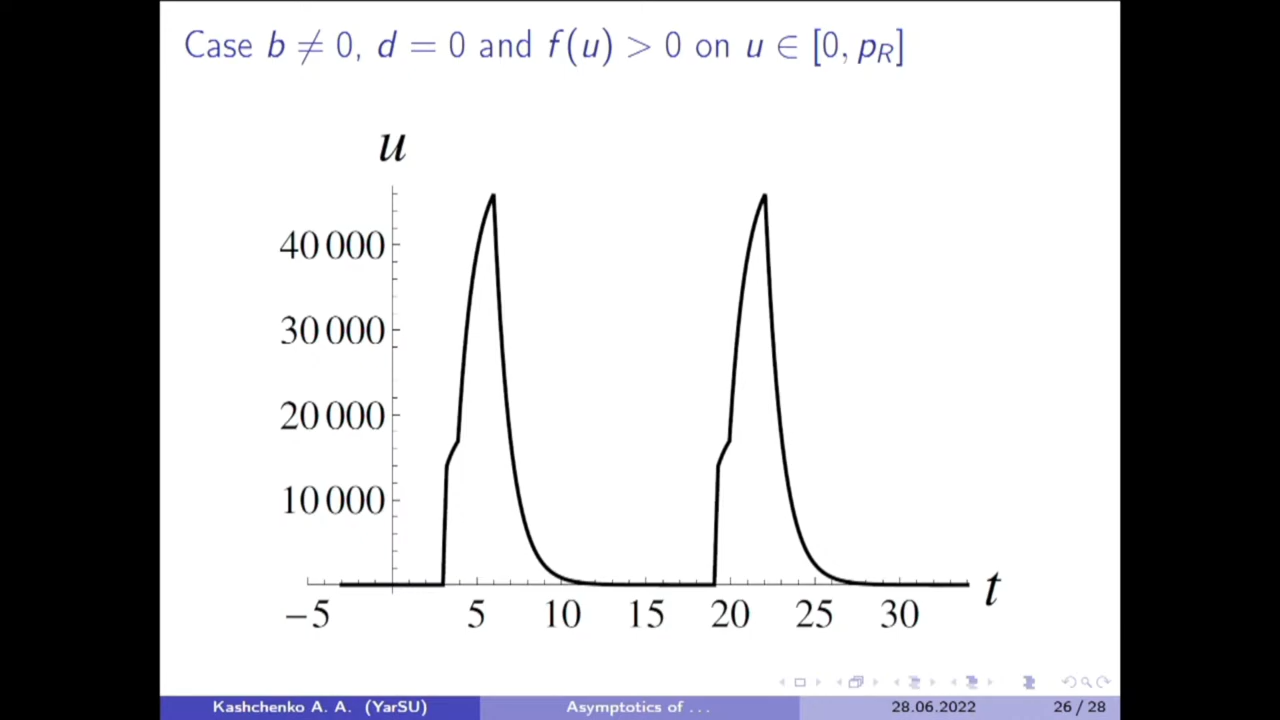 Case b ≠ 0, d = 0 and f(u) > 0 on u ∈ [0, p_R]
u
40 000
30 000
20 000
10 000
t
−5 5 10 15 20 25 30
Kashchenko A. A. (YarSU) Asymptotics of . . . 28.06.2022 26 / 28